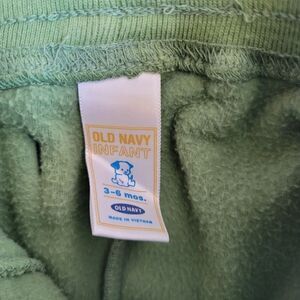 OLD NAVY
INFANT
3-6 mos.
OLD NAVY
MADE IN VIETNAM